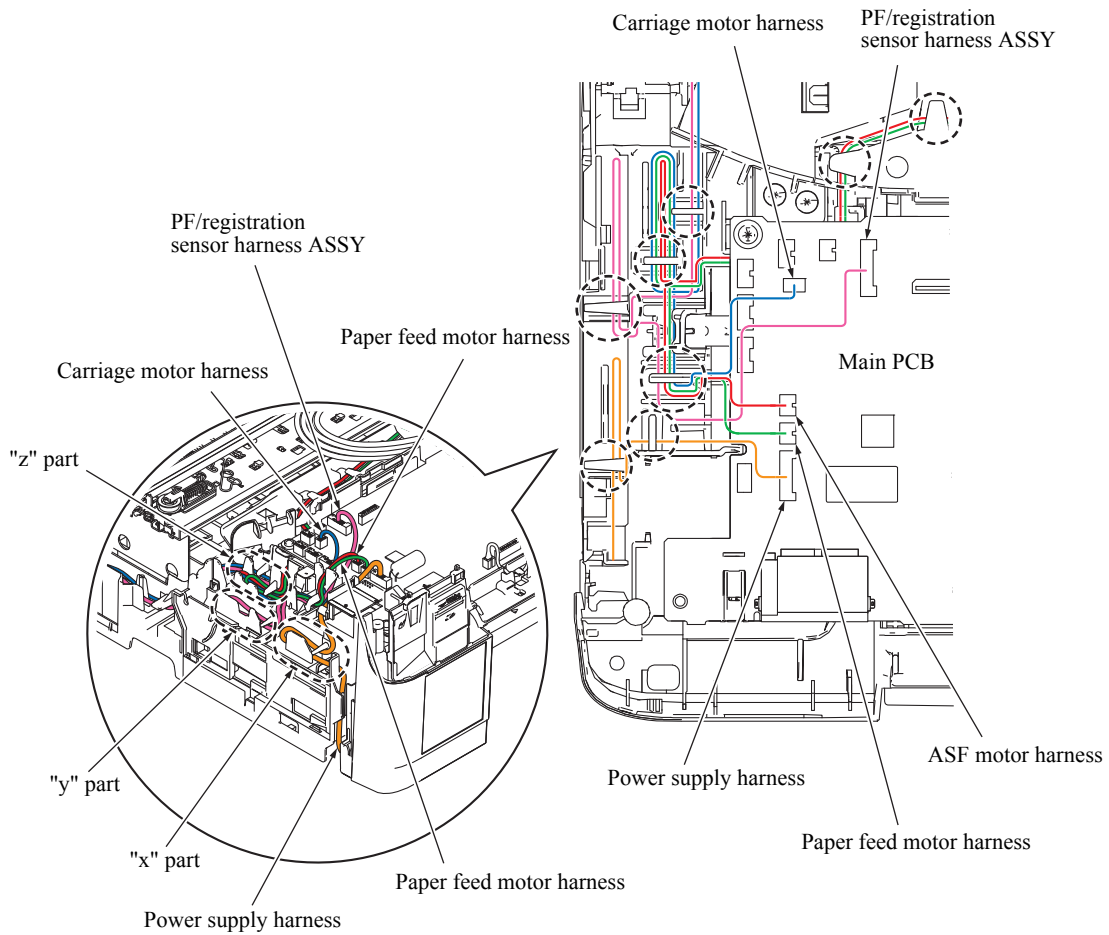 Carriage motor harness
PF/registration
sensor harness ASSY
PF/registration
sensor harness ASSY
Paper feed motor harness
Carriage motor harness
Main PCB
"z" part
"y" part
"x" part
Power supply harness
Paper feed motor harness
Power supply harness
ASF motor harness
Paper feed motor harness